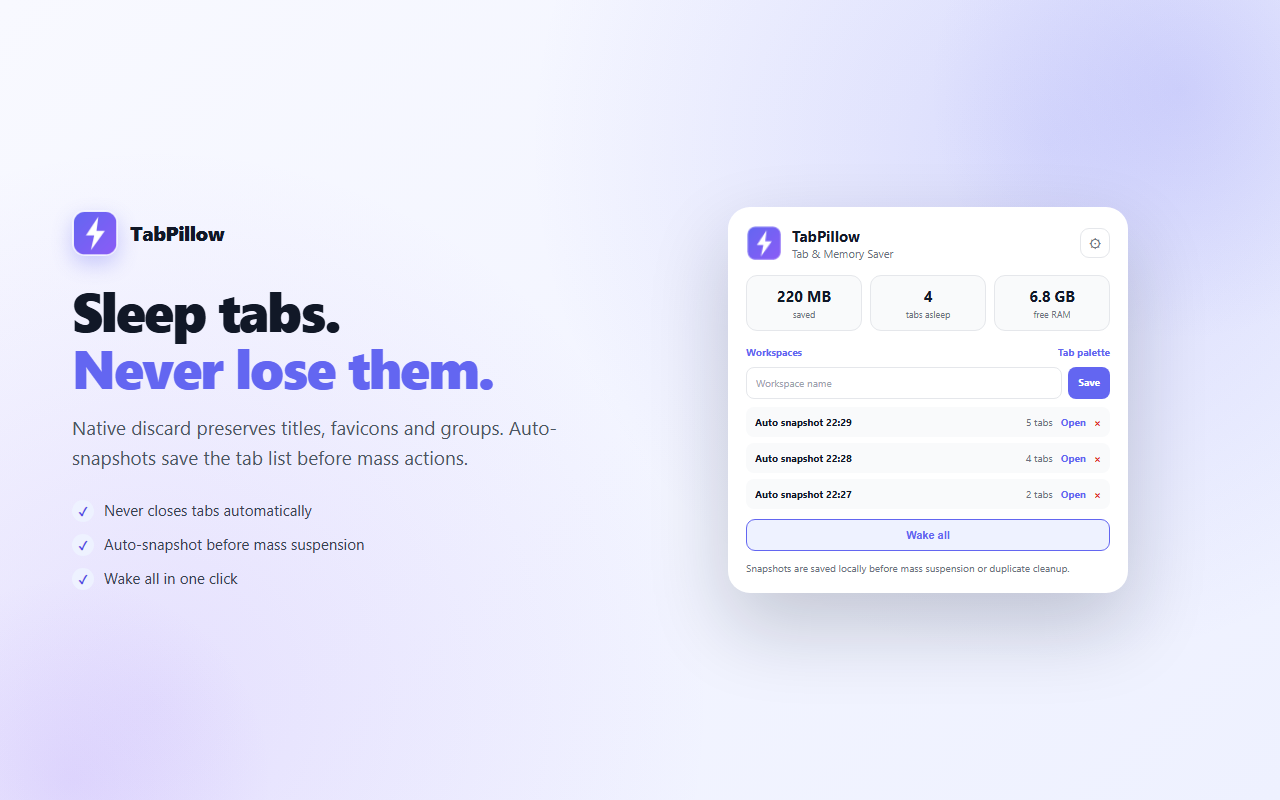 TabPillow
Sleep tabs.
Never lose them.
Native discard preserves titles, favicons and groups. Auto-
snapshots save the tab list before mass actions.
✓ Never closes tabs automatically
✓ Auto-snapshot before mass suspension
✓ Wake all in one click
TabPillow
Tab & Memory Saver
220 MB
saved
4
tabs asleep
6.8 GB
free RAM
Workspaces
Tab palette
Workspace name
Save
Auto snapshot 22:29 5 tabs Open ×
Auto snapshot 22:28 4 tabs Open ×
Auto snapshot 22:27 2 tabs Open ×
Wake all
Snapshots are saved locally before mass suspension or duplicate cleanup.